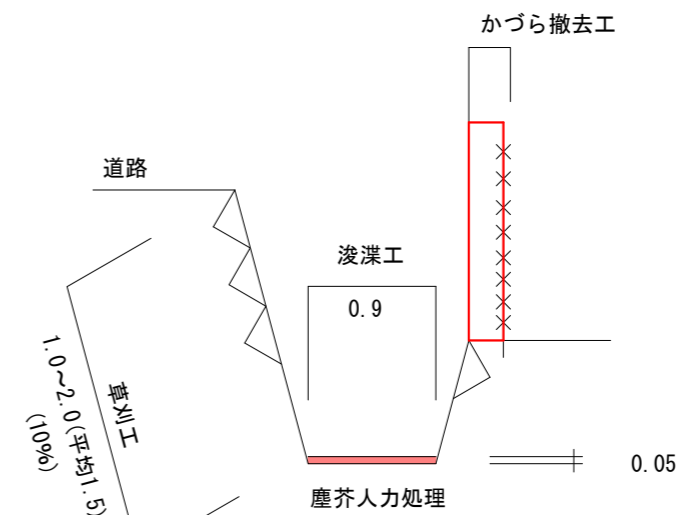 かづら撤去工
道路
浚渫工
0.9
草刈工
1.0～2.0(平均1.5)
(10%)
0.05
塵芥人力処理